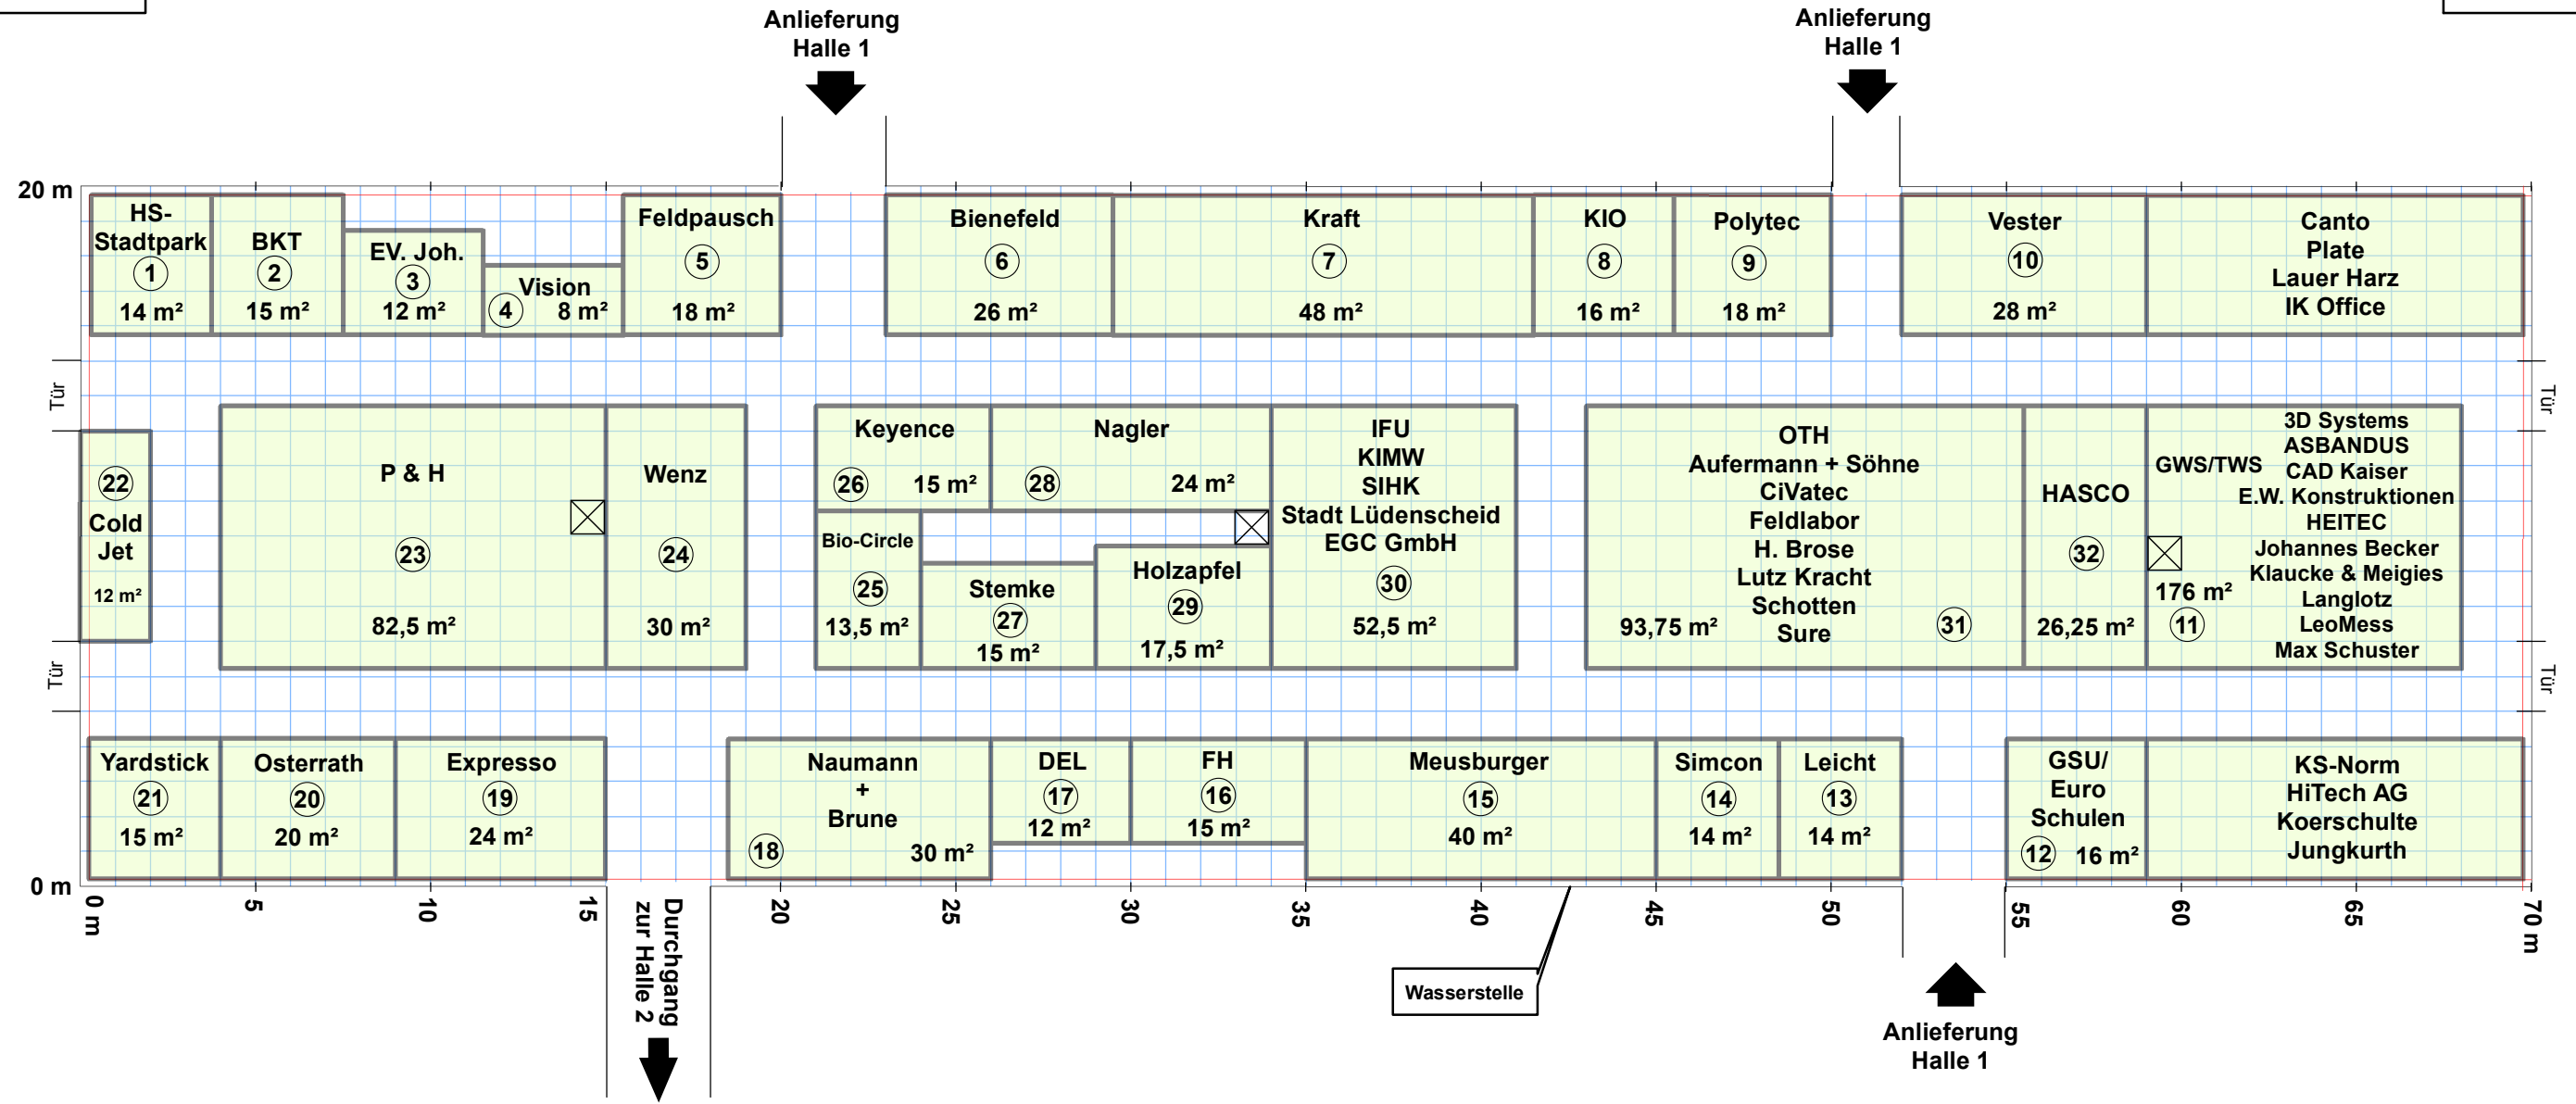 Anlieferung
Halle 1
Anlieferung
Halle 1
20 m
HS-
Stadtpark
1
14 m²
BKT
2
15 m²
EV. Joh.
3
12 m²
Vision
4 8 m²
Feldpausch
5
18 m²
Bienefeld
6
26 m²
Kraft
7
48 m²
KIO
8
16 m²
Polytec
9
18 m²
Vester
10
28 m²
Canto
Plate
Lauer Harz
IK Office
Tür
Tür
22
Cold
Jet
12 m²
P & H
23
82,5 m²
Wenz
24
30 m²
Keyence
26 15 m²
Nagler
28 24 m²
Bio-Circle
25
13,5 m²
Stemke
27
15 m²
Holzapfel
29
17,5 m²
IFU
KIMW
SIHK
Stadt Lüdenscheid
EGC GmbH
30
52,5 m²
OTH
Aufermann + Söhne
CiVatec
Feldlabor
H. Brose
Lutz Kracht
Schotten
Sure
93,75 m² 31
HASCO
32
26,25 m²
GWS/TWS
176 m²
11
3D Systems
ASBANDUS
CAD Kaiser
E.W. Konstruktionen
HEITEC
Johannes Becker
Klaucke & Meigies
Langlotz
LeoMess
Max Schuster
Tür
Tür
Yardstick
21
15 m²
Osterrath
20
20 m²
Expresso
19
24 m²
Naumann
+
Brune
18 30 m²
DEL
17
12 m²
FH
16
15 m²
Meusburger
15
40 m²
Simcon
14
14 m²
Leicht
13
14 m²
GSU/
Euro
Schulen
12 16 m²
KS-Norm
HiTech AG
Koerschulte
Jungkurth
0 m
0 m 5 10 15 20 25 30 35 40 45 50 55 60 65 70 m
Durchgang
zur Halle 2
Wasserstelle
Anlieferung
Halle 1